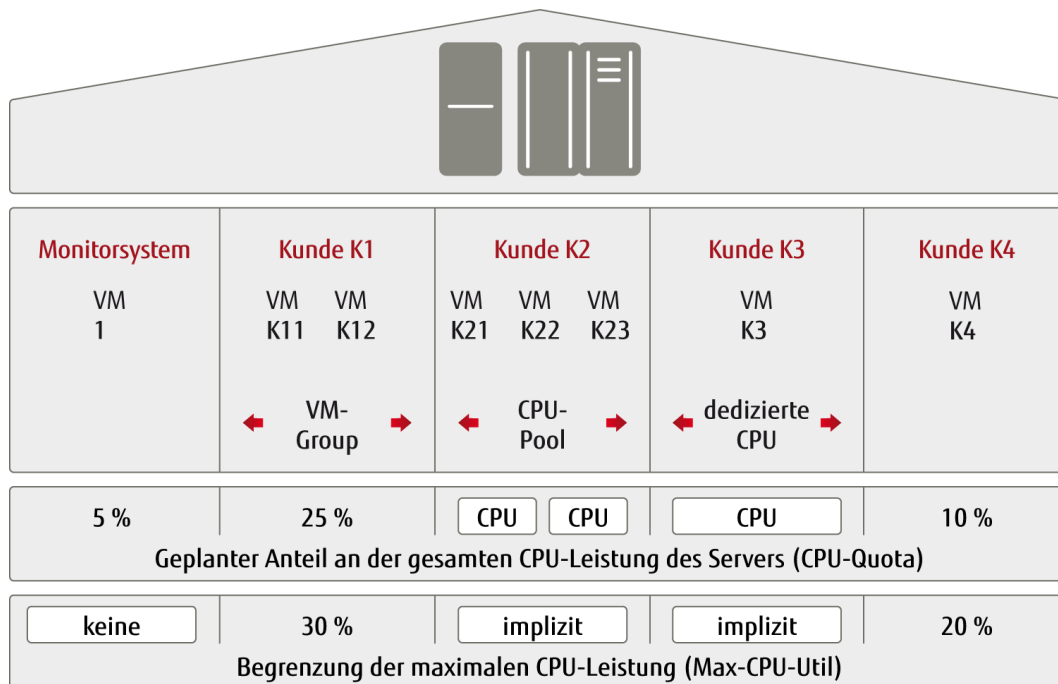 Monitorsystem Kunde K1 Kunde K2 Kunde K3 Kunde K4
VM VM VM VM VM VM VM VM
1 K11 K12 K21 K22 K23 K3 K4
VM- CPU- dedizierte
Group Pool CPU
5 % 25 % CPU CPU CPU 10 %
Geplanter Anteil an der gesamten CPU-Leistung des Servers (CPU-Quota)
keine 30 % implizit implizit 20 %
Begrenzung der maximalen CPU-Leistung (Max-CPU-Util)